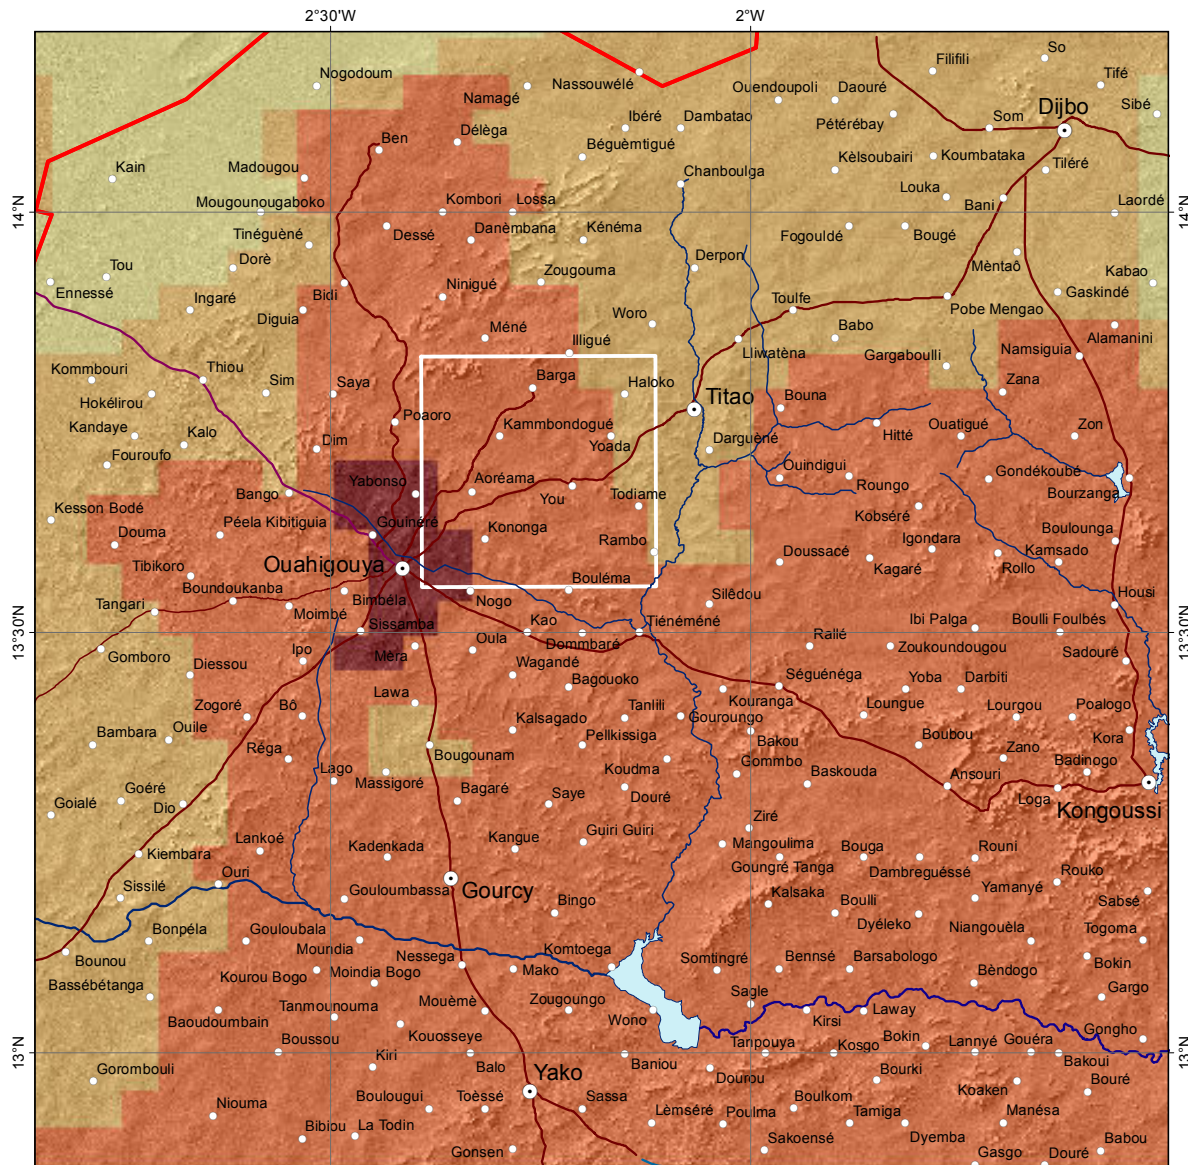 2°30'W
2°W
So
Filifili
Nogodoum
Nassouwélé
Ouendoupoli
Daouré
Tifé
Namagé
Sibé
Dijbo
Ibéré
Dambatao
Pétérébay
Som
Ben
Délèga
Béguèmtigué
Kèlsoubairi
Koumbataka
Tiléré
Kain
Madougou
Chanboulga
Louka
Mougounougaboko
Kombori
Lossa
Bani
Laordé
14°N
14°N
Tinéguènè
Dessé
Danèmbana
Kénéma
Fogouldé
Bougé
Tou
Dorè
Zougouma
Derpon
Mèntaô
Kabao
Ennessé
Ingaré
Bidi
Ninigué
Toulfe
Gaskindé
Diguia
Woro
Babo
Pobe Mengao
Méné
Illigué
Lliwatèna
Gargaboulli
Namsiguia
Alamanini
Kommbouri
Thiou
Sim
Saya
Barga
Haloko
Titao
Zana
Hokélirou
Bouna
Kandaye
Kalo
Poaoro
Kammbondogué
Hitté
Ouatigué
Zon
Fouroufo
Dim
Yoada
Darguèné
Yabonso
Aoréama
Ouindigui
Gondékoubé
Bango
You
Todiame
Roungo
Bourzanga
Kesson Bodé
Péela Kibitiguia
Gouinéré
Kononga
Kobséré
Boulounga
Douma
Rambo
Doussacé
Igondara
Kamsado
Tibikoro
Ouahigouya
Bouléma
Kagaré
Rollo
Boundoukanba
Bimbéla
Nogo
Silêdou
Housi
Tangari
Moimbé
Sissamba
Kao
Tiénéméné
Ibi Palga
Boulli Foulbés
13°30'N
13°30'N
Oula
Dommbaré
Rallé
Zoukoundougou
Sadouré
Gomboro
Diessou
Ipo
Méra
Wagandé
Séguénéga
Yoba
Darbiti
Lawa
Bagouoko
Zogoré
Bô
Tanlili
Kouranga
Loungue
Lourgou
Poalogo
Kalsagado
Gouroungo
Bambara
Ouile
Réga
Pellkissiga
Bakou
Boubou
Zano
Kora
Bougounam
Lago
Massigoré
Koudma
Gommbo
Baskouda
Badinogo
Goéré
Bagaré
Saye
Douré
Ansouri
Goialé
Dio
Loga
Kongoussi
Ziré
Lankoé
Kangue
Guiri Guiri
Kiembara
Kadenkada
Mangoulima
Bouga
Rouni
Ouri
Goungré Tanga
Dambreguéssé
Rouko
Sissilé
Gouloumbassa
Gourcy
Kalsaka
Boulli
Yamanyé
Sabsé
Bingo
Dyéleko
Niangouèla
Togoma
Bonpéla
Gouloubala
Moundia
Komtoega
Bounou
Nessega
Somtingré
Bennsé
Barsabologo
Bokin
Bassébétanga
Kourou Bogo
Moindia Bogo
Mako
Bèndogo
Gargo
Tanmounouma
Mouèmè
Zougoungo
Sagle
Baoudoumbain
Wono
Kirsi
Laway
Kouosseye
Gongho
Boussou
Tanpouya
Kosgo
Bokin
Lannyé
Gouéra
13°N
13°N
Kiri
Balo
Baniou
Bakoui
Gorombouli
Yako
Dourou
Bourki
Bouré
Boulougui
Toèssé
Sassa
Koaken
Niouma
Lèmséré
Poulma
Boulkom
Tamiga
Manésa
Bibiou
La Todin
Gonsen
Sakoensé
Dyemba
Gasgo
Douré
Babou